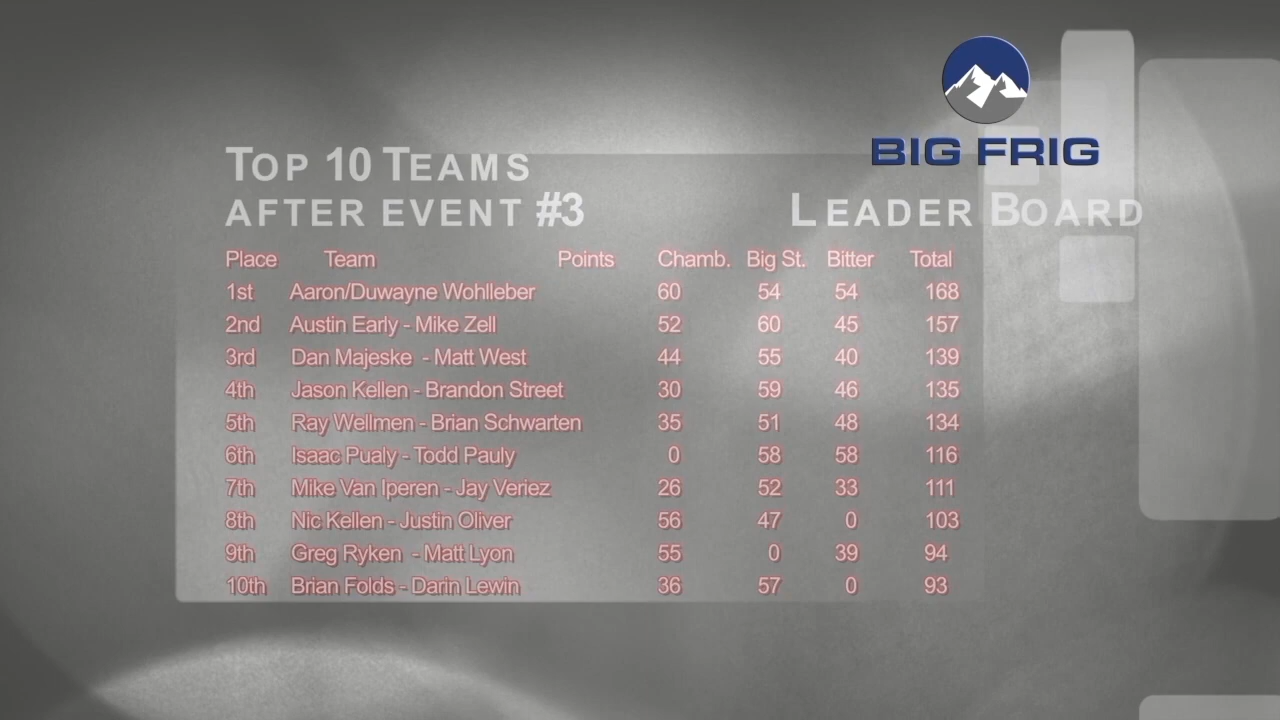 BIG FRIG
TOP 10 TEAMS
AFTER EVENT #3
LEADER BOARD
Place Team Points Chamb. Big St. Bitter Total
1st Aaron/Duwayne Wohlleber 60 54 54 168
2nd Austin Early - Mike Zell 52 60 45 157
3rd Dan Majeske - Matt West 44 55 40 139
4th Jason Kellen - Brandon Street 30 59 46 135
5th Ray Wellmen - Brian Schwarten 35 51 48 134
6th Isaac Pualy - Todd Pauly 0 58 58 116
7th Mike Van Iperen - Jay Veriez 26 52 33 111
8th Nic Kellen - Justin Oliver 56 47 0 103
9th Greg Ryken - Matt Lyon 55 0 39 94
10th Brian Folds - Darin Lewin 36 57 0 93